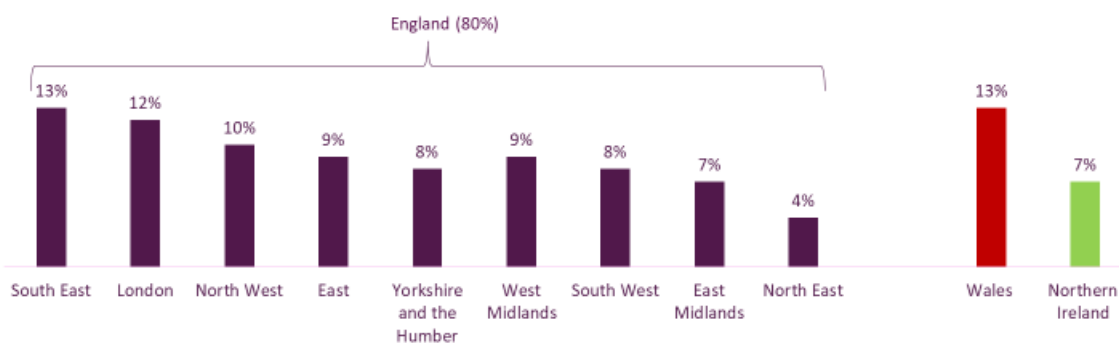 England (80%)
13%
12%
10%
9%
8%
9%
8%
7%
4%
13%
7%
South East
London
North West
East
Yorkshire
and the
Humber
West
Midlands
South West
East
Midlands
North East
Wales
Northern
Ireland